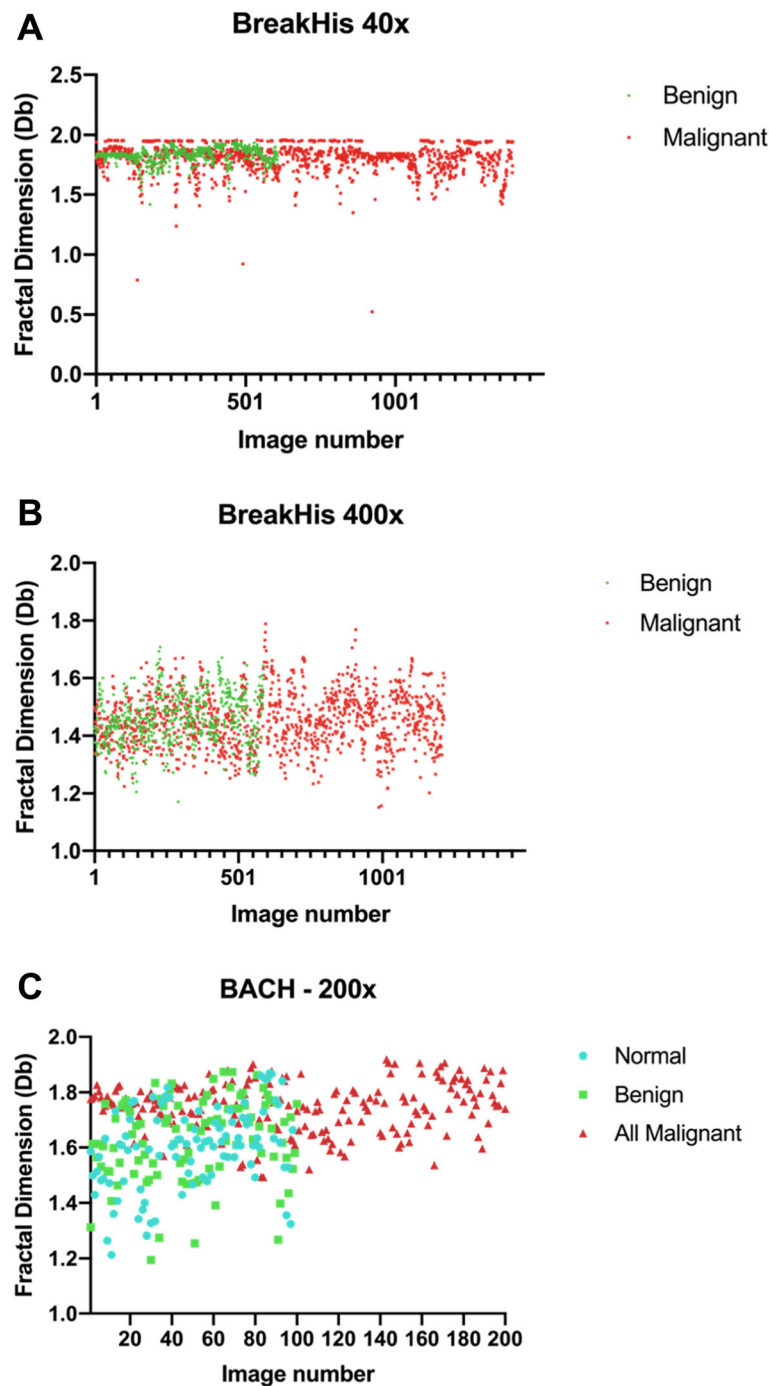 A
BreakHis 40x
Fractal Dimension (Db)
2.5
2.0
1.5
1.0
0.5
0.0
1
501
1001
Image number
Benign
Malignant
B
BreakHis 400x
Fractal Dimension (Db)
2.0
1.8
1.6
1.4
1.2
1.0
1
501
1001
Image number
Benign
Malignant
C
BACH - 200x
Fractal Dimension (Db)
2.0
1.8
1.6
1.4
1.2
1.0
20 40 60 80 100 120 140 160 180 200
Image number
Normal
Benign
All Malignant